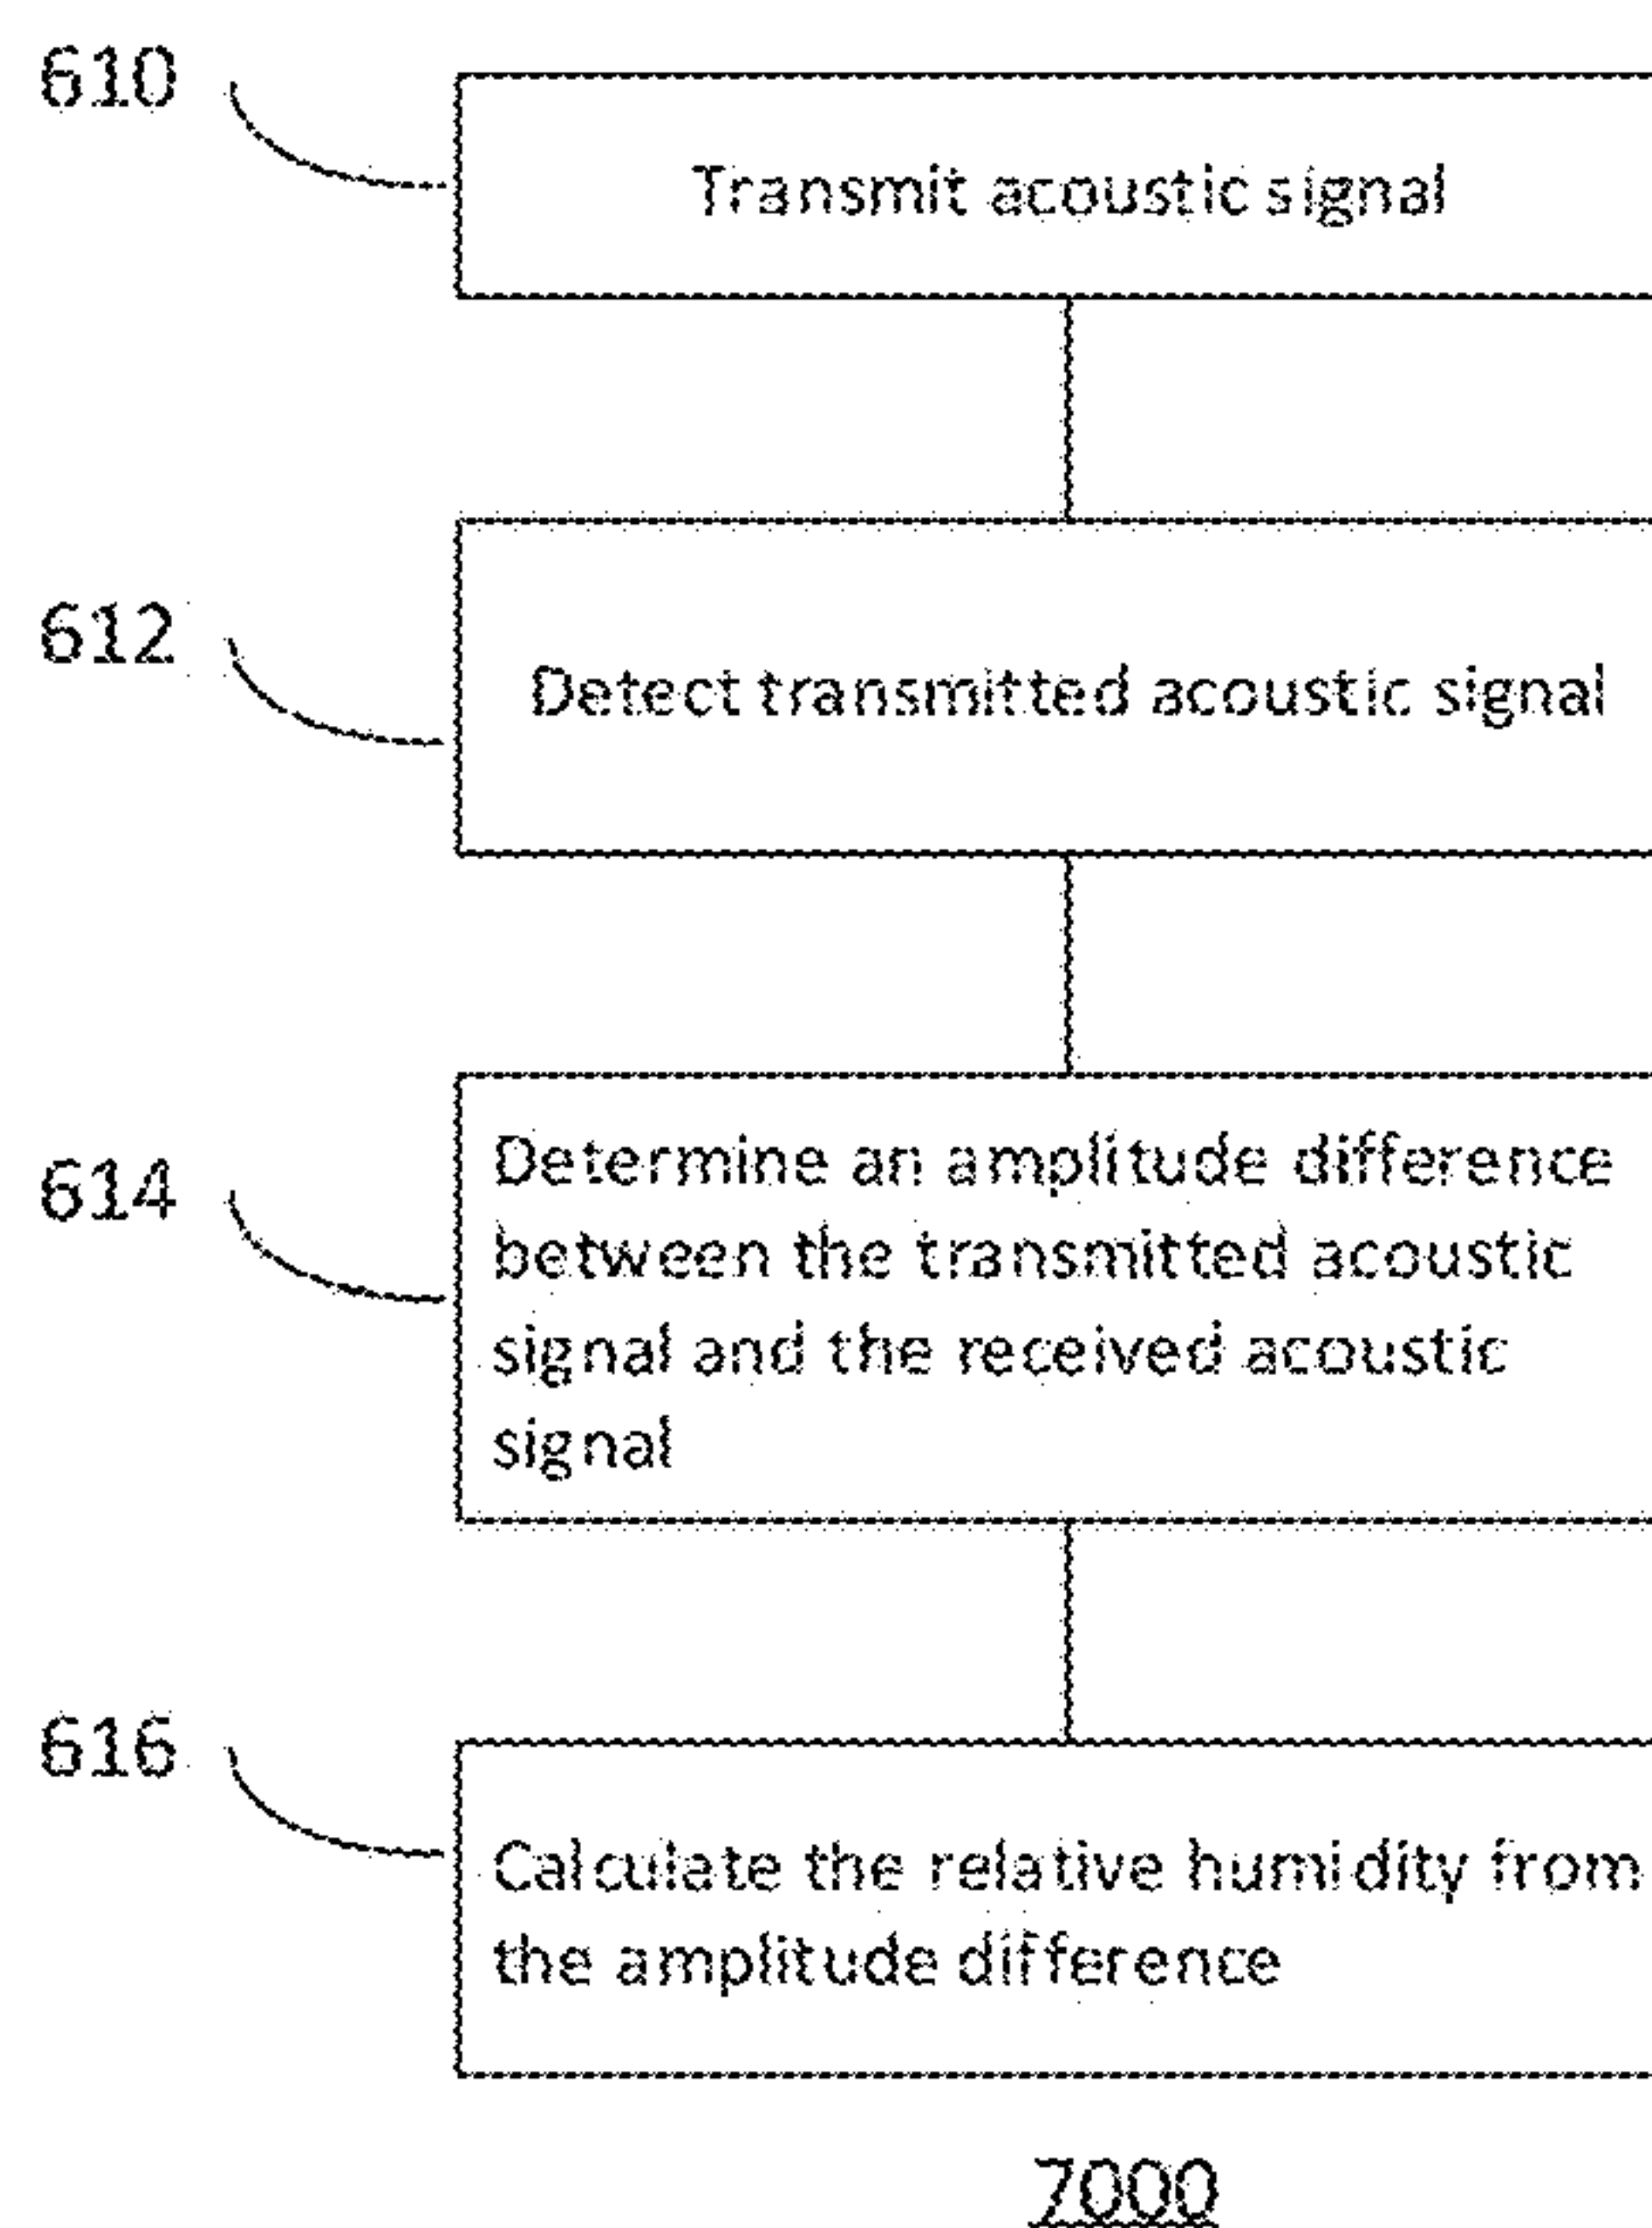 610
Transmit acoustic signal
612
Detect transmitted acoustic signal
614
Determine an amplitude difference
between the transmitted acoustic
signal and the received acoustic
signal
616
Calculate the relative humidity from
the amplitude difference
7000